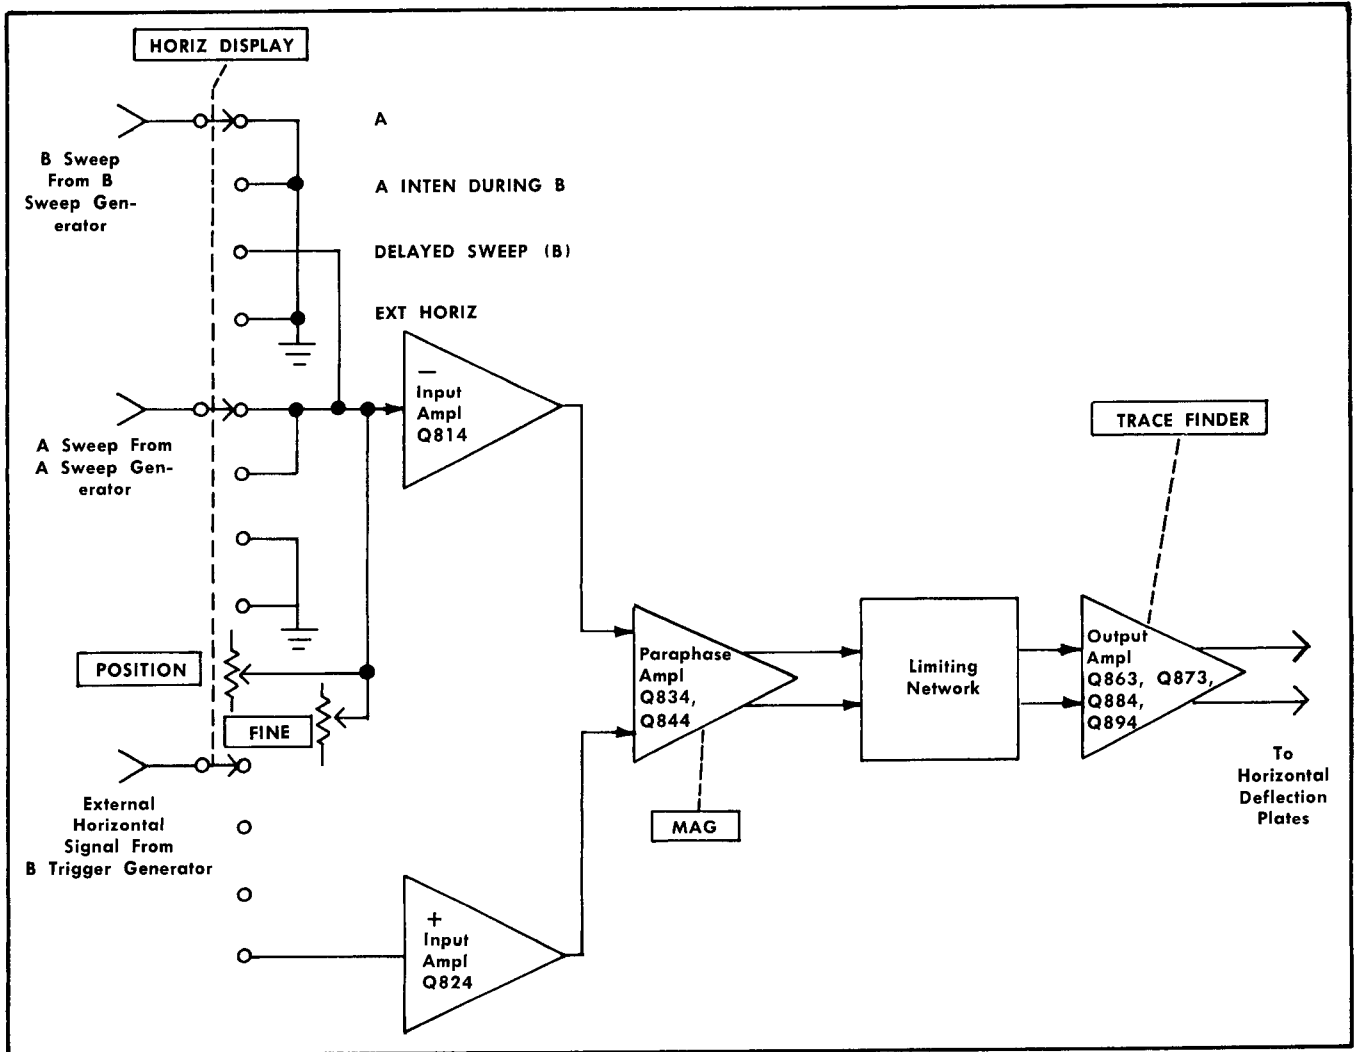 HORIZ DISPLAY
A
B Sweep
From B
Sweep Gen-
erator
A INTEN DURING B
DELAYED SWEEP (B)
EXT HORIZ
−
Input
Ampl
Q814
A Sweep From
A Sweep Gen-
erator
TRACE FINDER
POSITION
FINE
Paraphase
Ampl
Q834,
Q844
Limiting
Network
Output
Ampl
Q863, Q873,
Q884,
Q894
MAG
To
Horizontal
Deflection
Plates
External
Horizontal
Signal From
B Trigger Generator
+
Input
Ampl
Q824